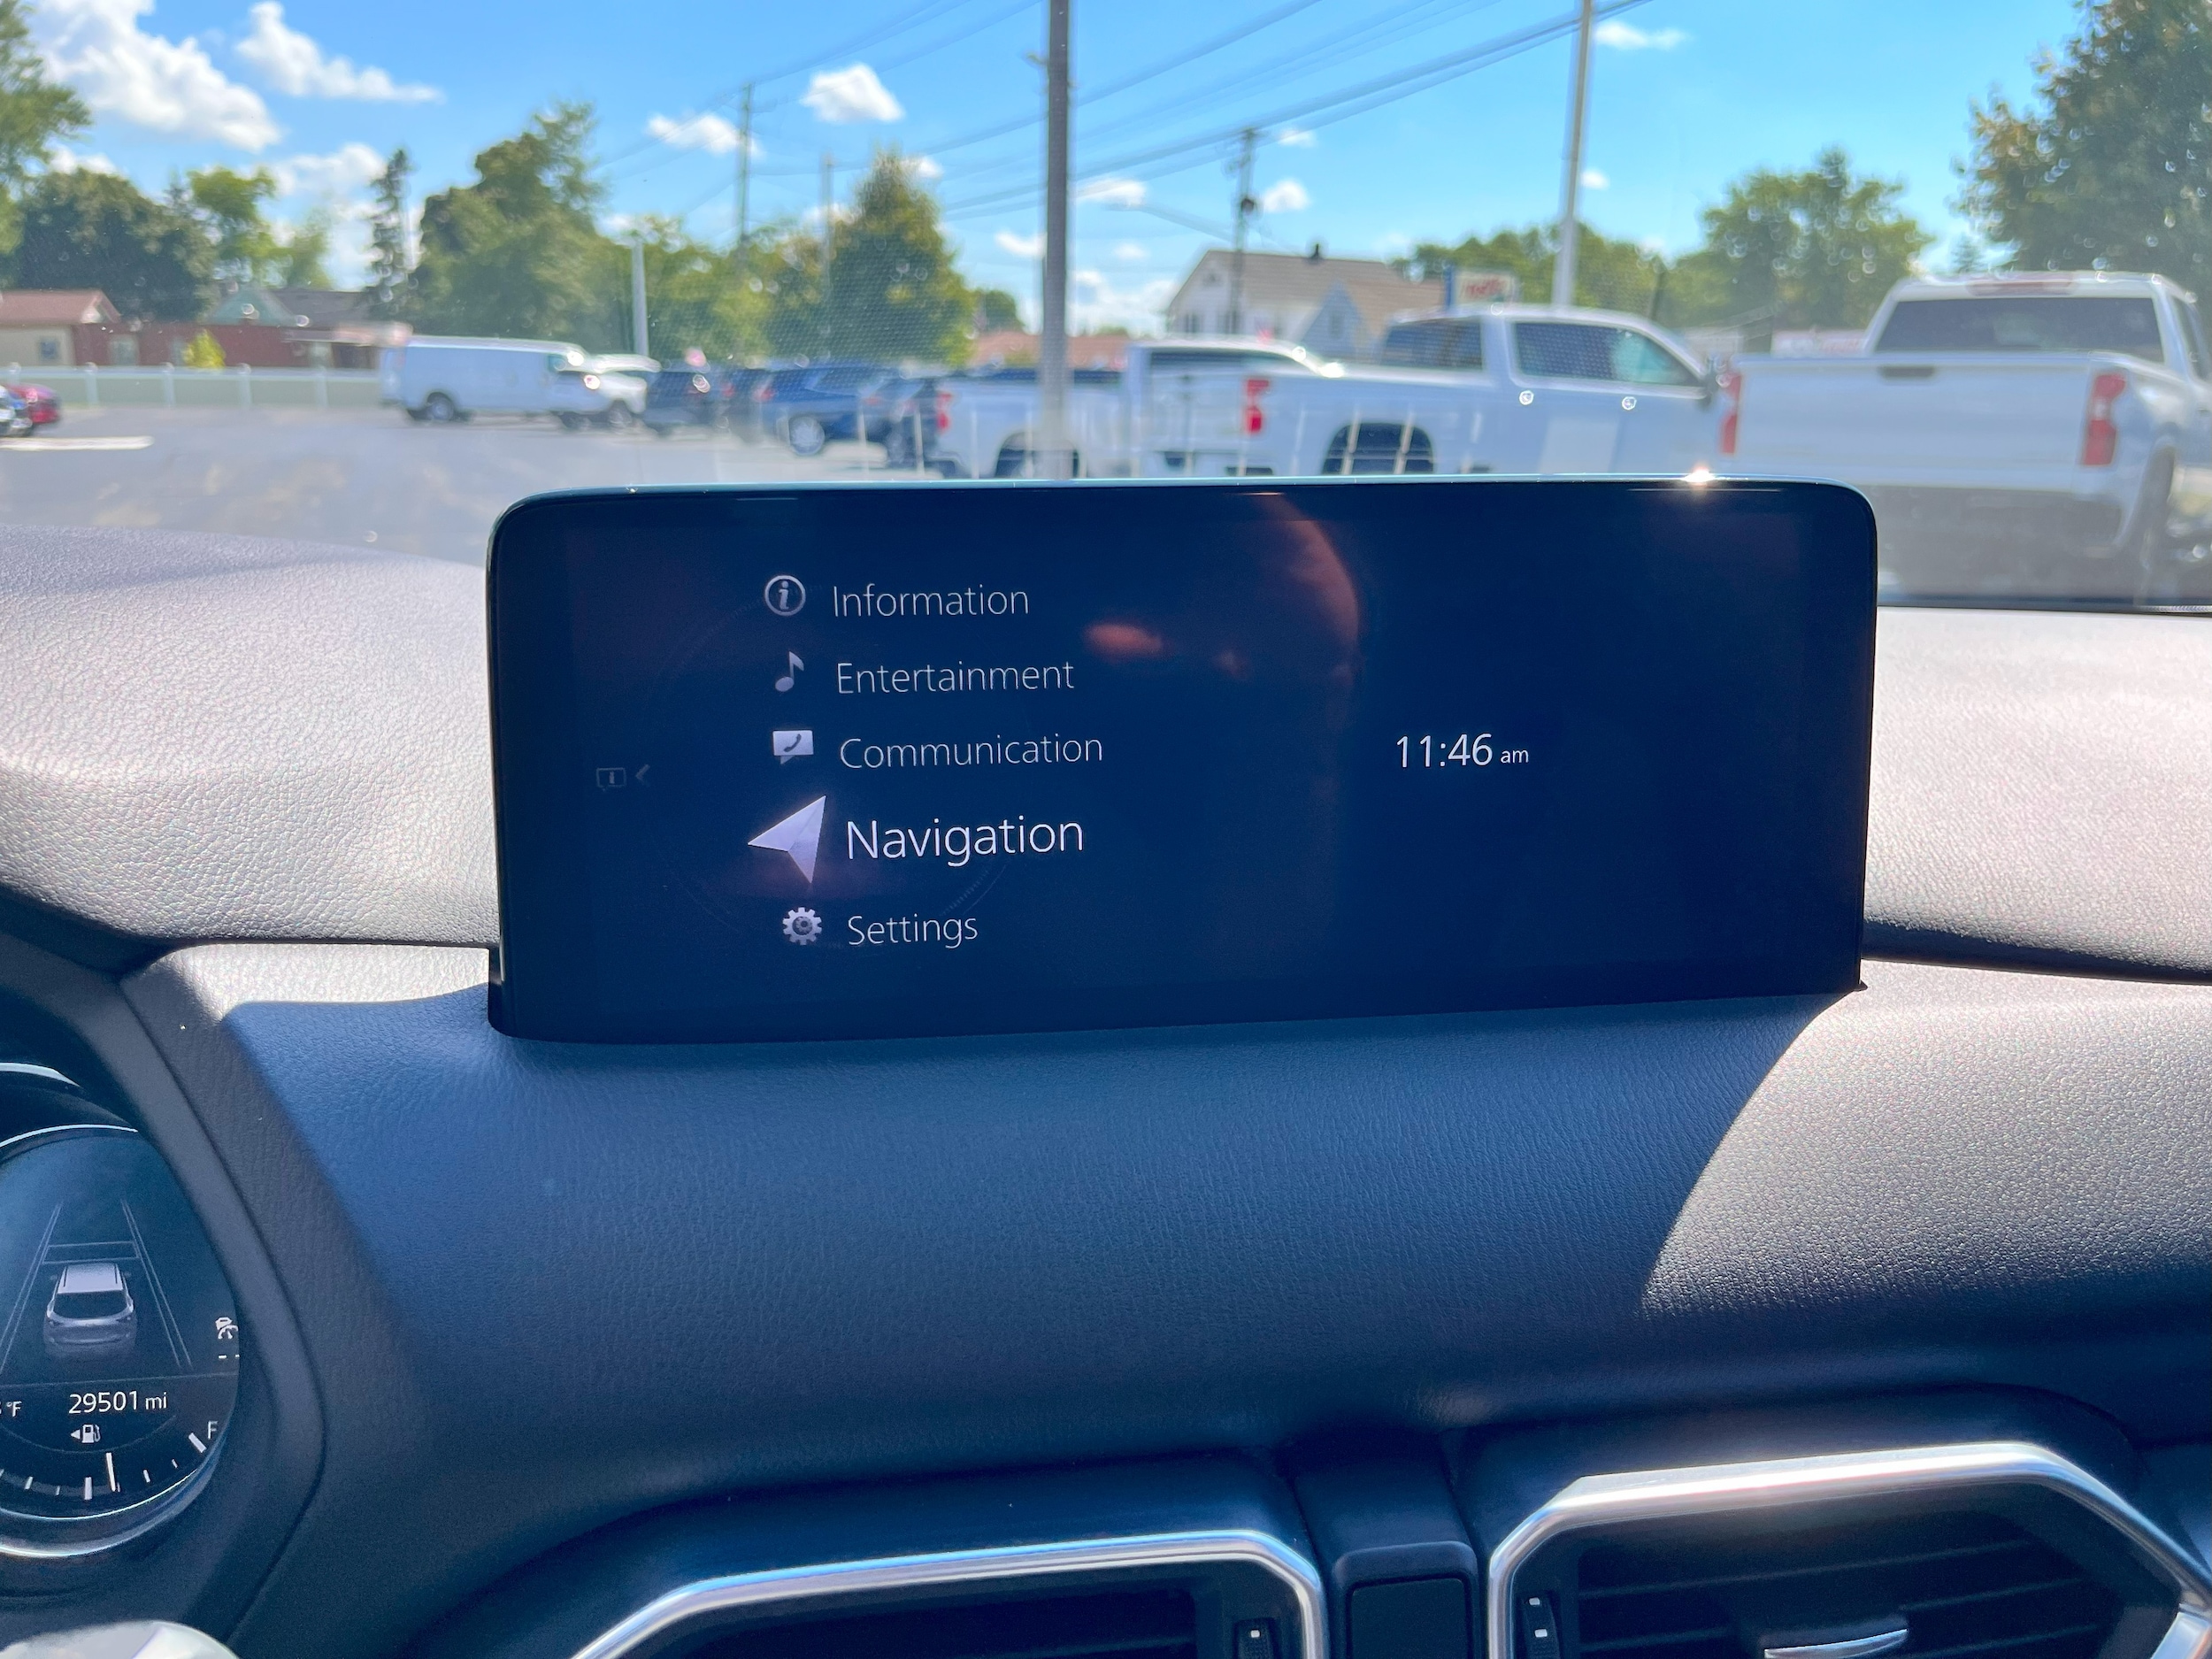 Information
Entertainment
Communication
11:46 am
Navigation
Settings
°F
29501 mi
F